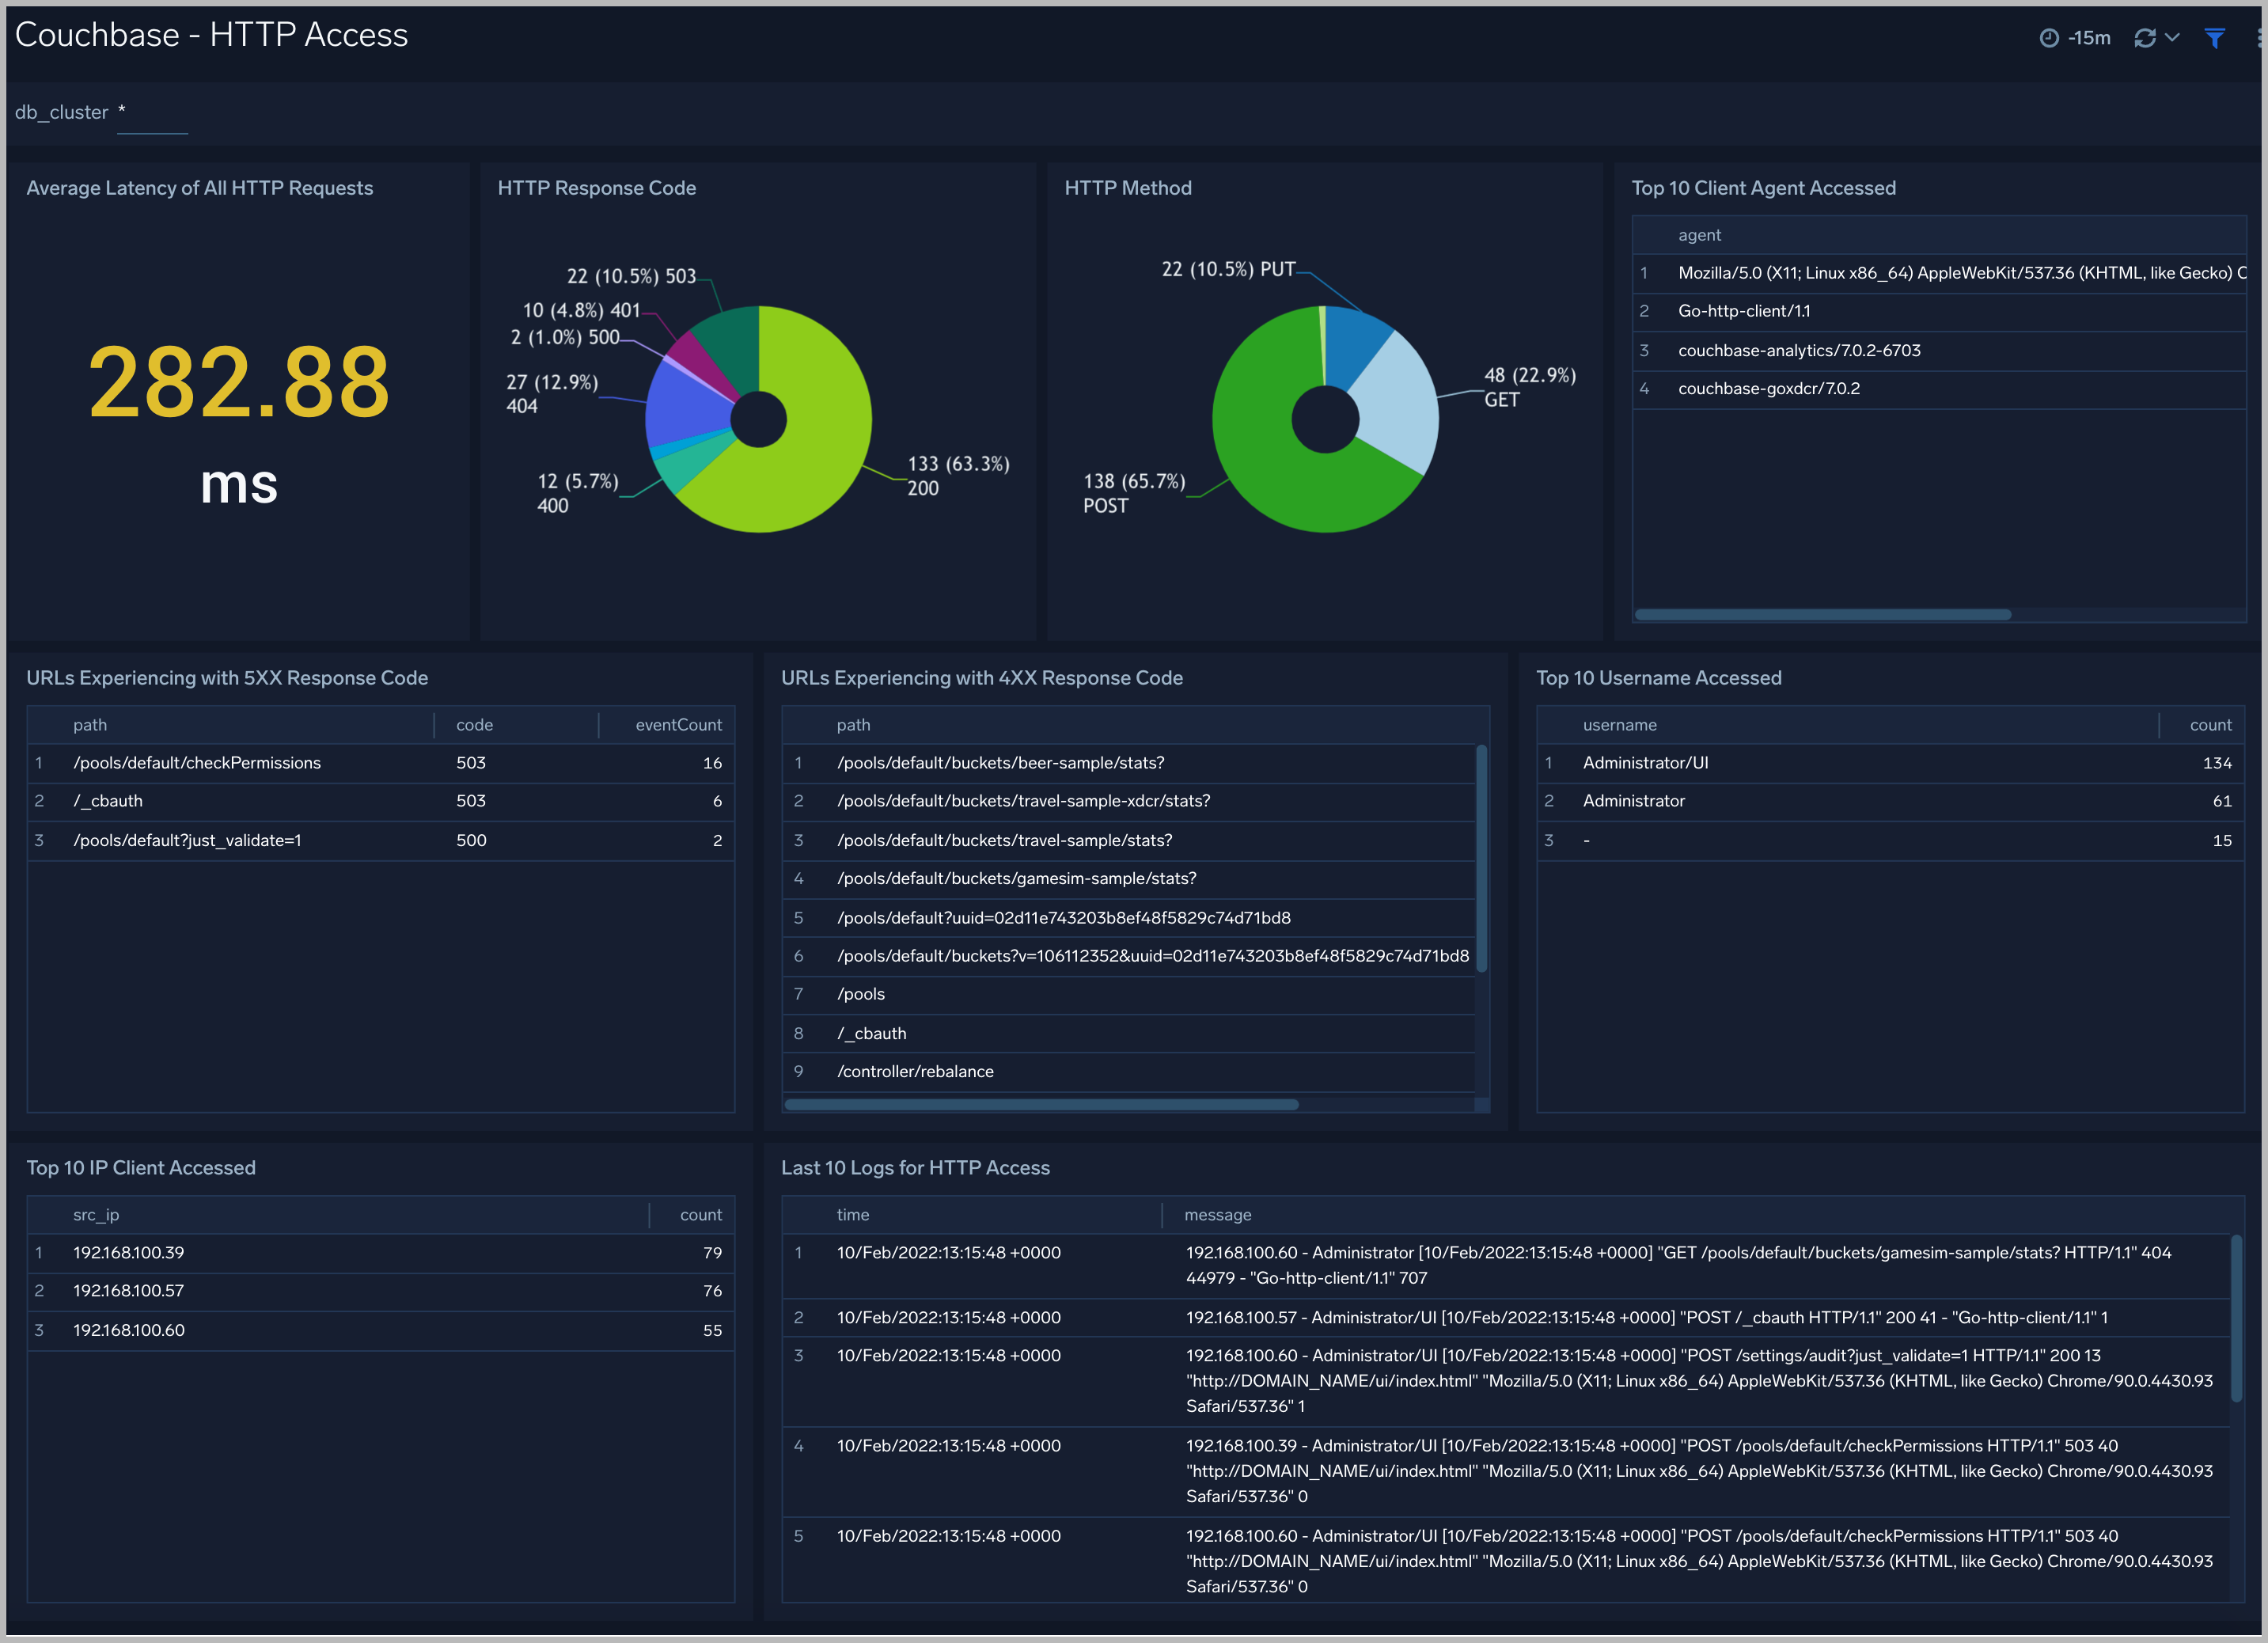 Couchbase - HTTP Access
-15m
db_cluster *
Average Latency of All HTTP Requests
282.88
ms
HTTP Response Code
22 (10.5%) 503
10 (4.8%) 401
2 (1.0%) 500
27 (12.9%)
404
12 (5.7%)
400
133 (63.3%)
200
HTTP Method
22 (10.5%) PUT
48 (22.9%)
GET
138 (65.7%)
POST
Top 10 Client Agent Accessed
agent
1 Mozilla/5.0 (X11; Linux x86_64) AppleWebKit/537.36 (KHTML, like Gecko) C
2 Go-http-client/1.1
3 couchbase-analytics/7.0.2-6703
4 couchbase-goxdcr/7.0.2
URLs Experiencing with 5XX Response Code
path code eventCount
1 /pools/default/checkPermissions 503 16
2 /_cbauth 503 6
3 /pools/default?just_validate=1 500 2
URLs Experiencing with 4XX Response Code
path
1 /pools/default/buckets/beer-sample/stats?
2 /pools/default/buckets/travel-sample-xdcr/stats?
3 /pools/default/buckets/travel-sample/stats?
4 /pools/default/buckets/gamesim-sample/stats?
5 /pools/default?uuid=02d11e743203b8ef48f5829c74d71bd8
6 /pools/default/buckets?v=106112352&uuid=02d11e743203b8ef48f5829c74d71bd8
7 /pools
8 /_cbauth
9 /controller/rebalance
Top 10 Username Accessed
username count
1 Administrator/UI 134
2 Administrator 61
3 - 15
Top 10 IP Client Accessed
src_ip count
1 192.168.100.39 79
2 192.168.100.57 76
3 192.168.100.60 55
Last 10 Logs for HTTP Access
time message
1 10/Feb/2022:13:15:48 +0000 192.168.100.60 - Administrator [10/Feb/2022:13:15:48 +0000] "GET /pools/default/buckets/gamesim-sample/stats? HTTP/1.1" 404
44979 - "Go-http-client/1.1" 707
2 10/Feb/2022:13:15:48 +0000 192.168.100.57 - Administrator/UI [10/Feb/2022:13:15:48 +0000] "POST /_cbauth HTTP/1.1" 200 41 - "Go-http-client/1.1" 1
3 10/Feb/2022:13:15:48 +0000 192.168.100.60 - Administrator/UI [10/Feb/2022:13:15:48 +0000] "POST /settings/audit?just_validate=1 HTTP/1.1" 200 13
"http://DOMAIN_NAME/ui/index.html" "Mozilla/5.0 (X11; Linux x86_64) AppleWebKit/537.36 (KHTML, like Gecko) Chrome/90.0.4430.93
Safari/537.36" 1
4 10/Feb/2022:13:15:48 +0000 192.168.100.39 - Administrator/UI [10/Feb/2022:13:15:48 +0000] "POST /pools/default/checkPermissions HTTP/1.1" 503 40
"http://DOMAIN_NAME/ui/index.html" "Mozilla/5.0 (X11; Linux x86_64) AppleWebKit/537.36 (KHTML, like Gecko) Chrome/90.0.4430.93
Safari/537.36" 0
5 10/Feb/2022:13:15:48 +0000 192.168.100.60 - Administrator/UI [10/Feb/2022:13:15:48 +0000] "POST /pools/default/checkPermissions HTTP/1.1" 503 40
"http://DOMAIN_NAME/ui/index.html" "Mozilla/5.0 (X11; Linux x86_64) AppleWebKit/537.36 (KHTML, like Gecko) Chrome/90.0.4430.93
Safari/537.36" 0